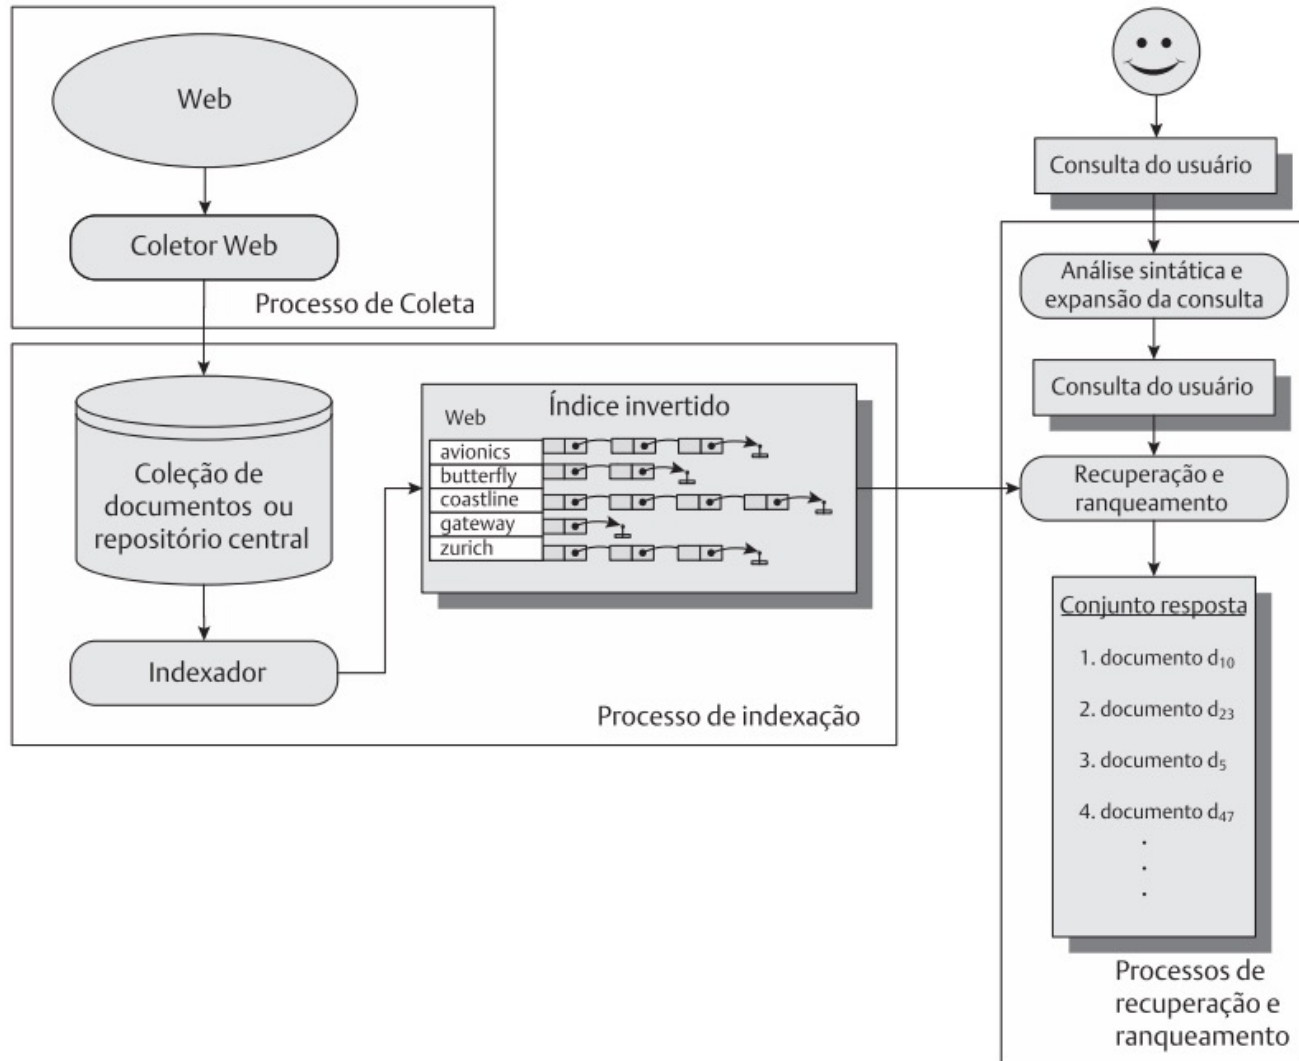 Web
Coletor Web
Processo de Coleta
Coleção de
documentos ou
repositório central
Indexador
Índice invertido
Web
avionics
butterfly
coastline
gateway
zurich
Processo de indexação
Consulta do usuário
Análise sintática e
expansão da consulta
Consulta do usuário
Recuperação e
ranqueamento
Conjunto resposta
1. documento d₁₀
2. documento d₂₃
3. documento d₅
4. documento d₄₇
.
.
.
Processos de
recuperação e
ranqueamento